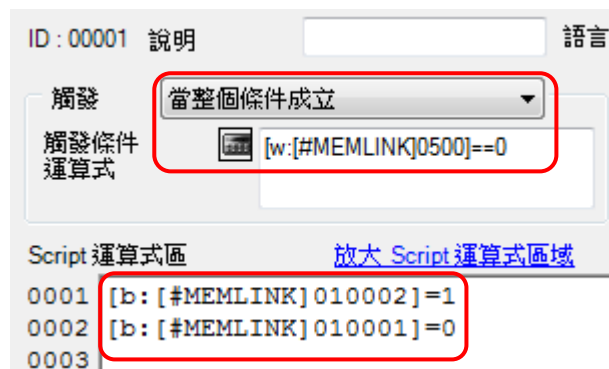 ID : 00001 說明 語言
觸發 當整個條件成立
觸發條件
運算式 [w:[#MEMLINK]0500]==0
Script 運算式區 放大 Script 運算式區域
0001 [b:[#MEMLINK]010002]=1
0002 [b:[#MEMLINK]010001]=0
0003